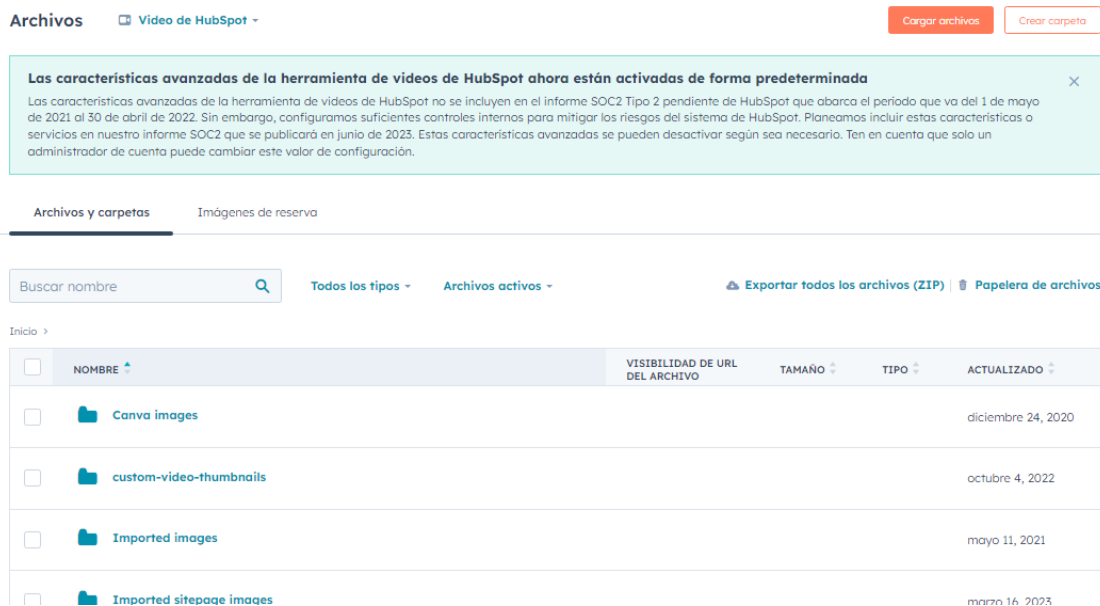 Archivos
Video de HubSpot
Cargar archivos
Crear carpeta
Las características avanzadas de la herramienta de videos de HubSpot ahora están activadas de forma predeterminada
Las características avanzadas de la herramienta de videos de HubSpot no se incluyen en el informe SOC2 Tipo 2 pendiente de HubSpot que abarca el período que va del 1 de mayo
de 2021 al 30 de abril de 2022. Sin embargo, configuramos suficientes controles internos para mitigar los riesgos del sistema de HubSpot. Planeamos incluir estas características o
servicios en nuestro informe SOC2 que se publicará en junio de 2023. Estas características avanzadas se pueden desactivar según sea necesario. Ten en cuenta que solo un
administrador de cuenta puede cambiar este valor de configuración.
Archivos y carpetas
Imágenes de reserva
Buscar nombre
Todos los tipos
Archivos activos
Exportar todos los archivos (ZIP)
Papelera de archivos
Inicio >
NOMBRE
VISIBILIDAD DE URL
DEL ARCHIVO
TAMAÑO
TIPO
ACTUALIZADO
Canva images
diciembre 24, 2020
custom-video-thumbnails
octubre 4, 2022
Imported images
mayo 11, 2021
Imported sitepage images
marzo 16, 2023